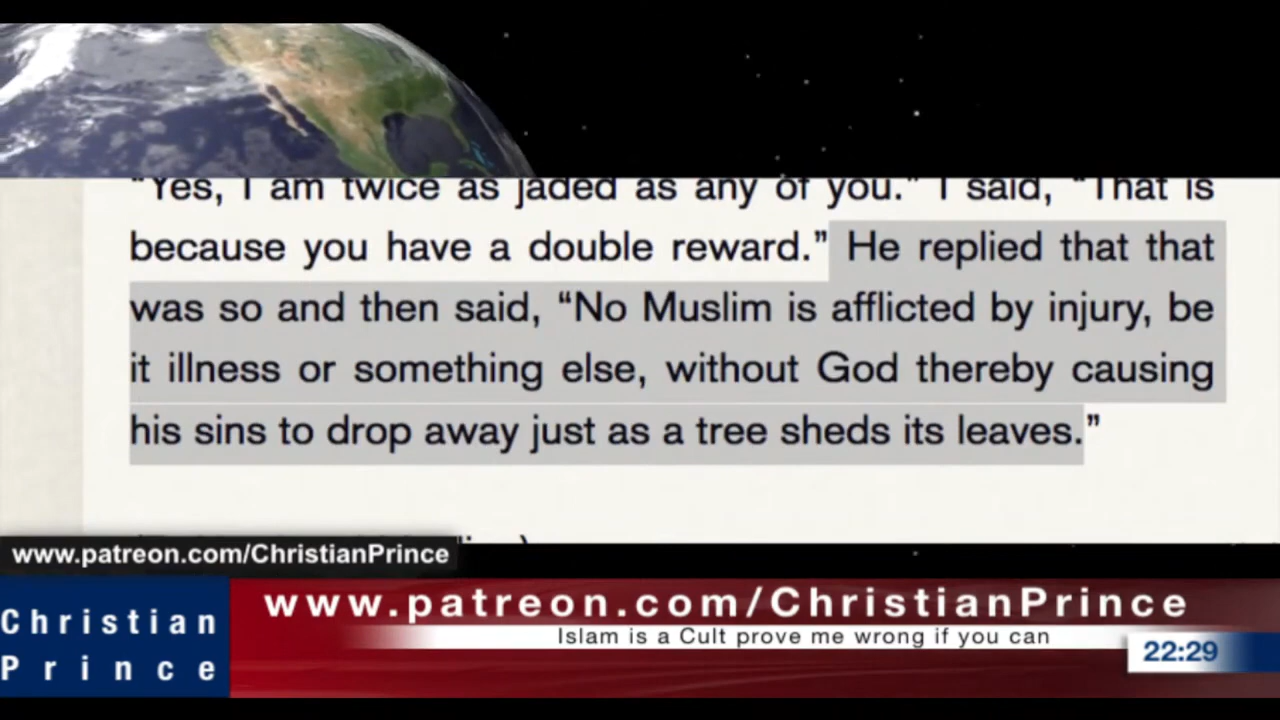 "Yes, I am twice as jaded as any of you." I said, "That is
because you have a double reward." He replied that that
was so and then said, “No Muslim is afflicted by injury, be
it illness or something else, without God thereby causing
his sins to drop away just as a tree sheds its leaves.”
www.patreon.com/ChristianPrince
Christian
Prince
www.patreon.com/ChristianPrince
Islam is a Cult prove me wrong if you can
22:29